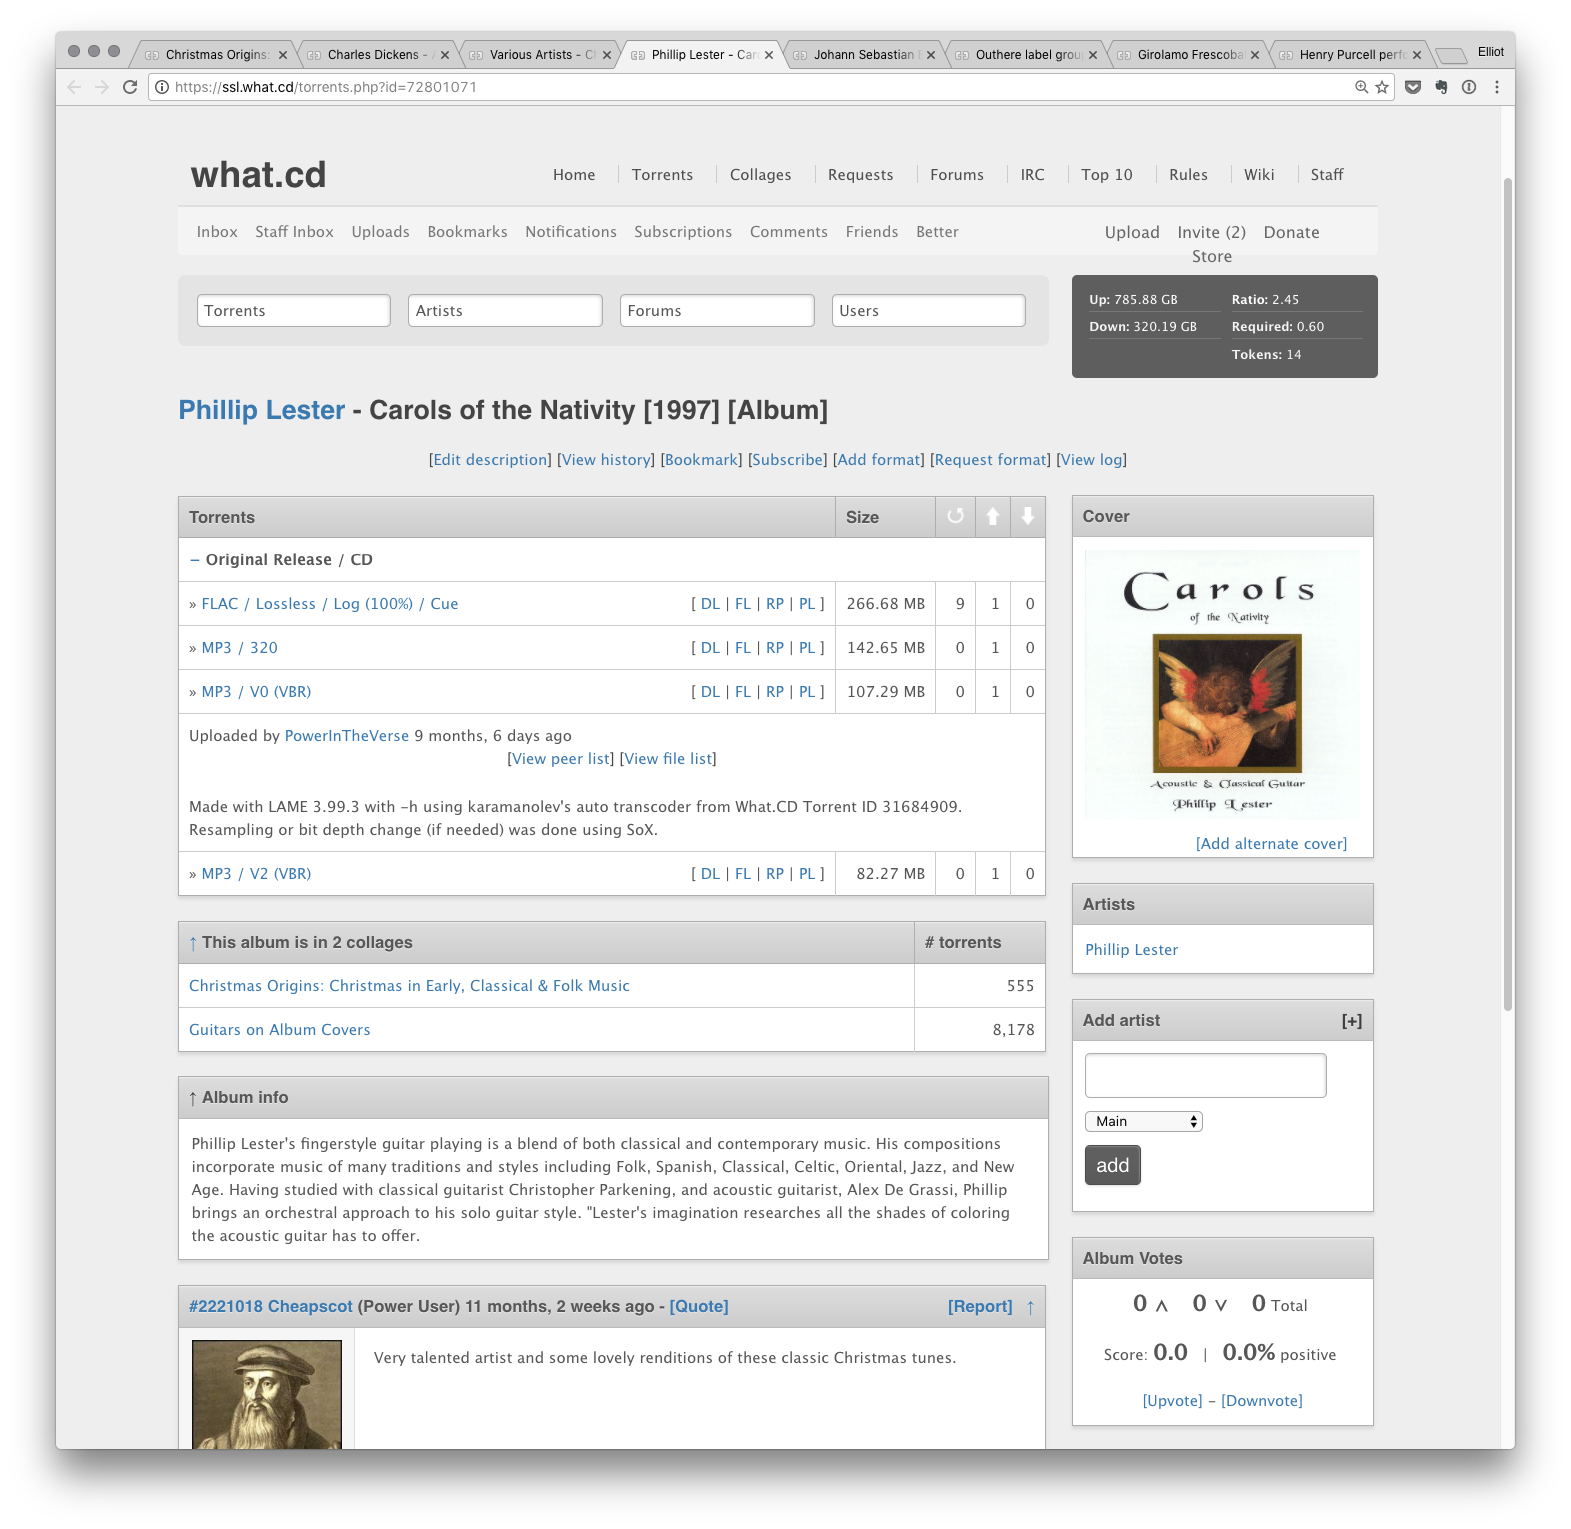 Christmas Origins:
Charles Dickens -
Various Artists - C
Phillip Lester - Car
Johann Sebastian
Outhere label grou
Girolamo Frescoba
Henry Purcell perfo
Elliot
https://ssl.what.cd/torrents.php?id=72801071
what.cd
Home Torrents Collages Requests Forums IRC Top 10 Rules Wiki Staff
Inbox Staff Inbox Uploads Bookmarks Notifications Subscriptions Comments Friends Better
Upload Invite (2) Donate
Store
Torrents Artists Forums Users
Up: 785.88 GB Ratio: 2.45
Down: 320.19 GB Required: 0.60
Tokens: 14
Phillip Lester - Carols of the Nativity [1997] [Album]
[Edit description] [View history] [Bookmark] [Subscribe] [Add format] [Request format] [View log]
Torrents Size
− Original Release / CD
» FLAC / Lossless / Log (100%) / Cue [ DL | FL | RP | PL ] 266.68 MB 9 1 0
» MP3 / 320 [ DL | FL | RP | PL ] 142.65 MB 0 1 0
» MP3 / V0 (VBR) [ DL | FL | RP | PL ] 107.29 MB 0 1 0
Uploaded by PowerInTheVerse 9 months, 6 days ago
[View peer list] [View file list]
Made with LAME 3.99.3 with -h using karamanolev's auto transcoder from What.CD Torrent ID 31684909.
Resampling or bit depth change (if needed) was done using SoX.
» MP3 / V2 (VBR) [ DL | FL | RP | PL ] 82.27 MB 0 1 0
↑ This album is in 2 collages # torrents
Christmas Origins: Christmas in Early, Classical & Folk Music 555
Guitars on Album Covers 8,178
↑ Album info
Phillip Lester's fingerstyle guitar playing is a blend of both classical and contemporary music. His compositions
incorporate music of many traditions and styles including Folk, Spanish, Classical, Celtic, Oriental, Jazz, and New
Age. Having studied with classical guitarist Christopher Parkening, and acoustic guitarist, Alex De Grassi, Phillip
brings an orchestral approach to his solo guitar style. "Lester's imagination researches all the shades of coloring
the acoustic guitar has to offer.
#2221018 Cheapscot (Power User) 11 months, 2 weeks ago - [Quote] [Report] ↑
Very talented artist and some lovely renditions of these classic Christmas tunes.
Cover
Carols
of the Nativity
Acoustic & Classical Guitar
Phillip Lester
[Add alternate cover]
Artists
Phillip Lester
Add artist [+]
Main
add
Album Votes
0 ∧ 0 ∨ 0 Total
Score: 0.0 | 0.0% positive
[Upvote] – [Downvote]